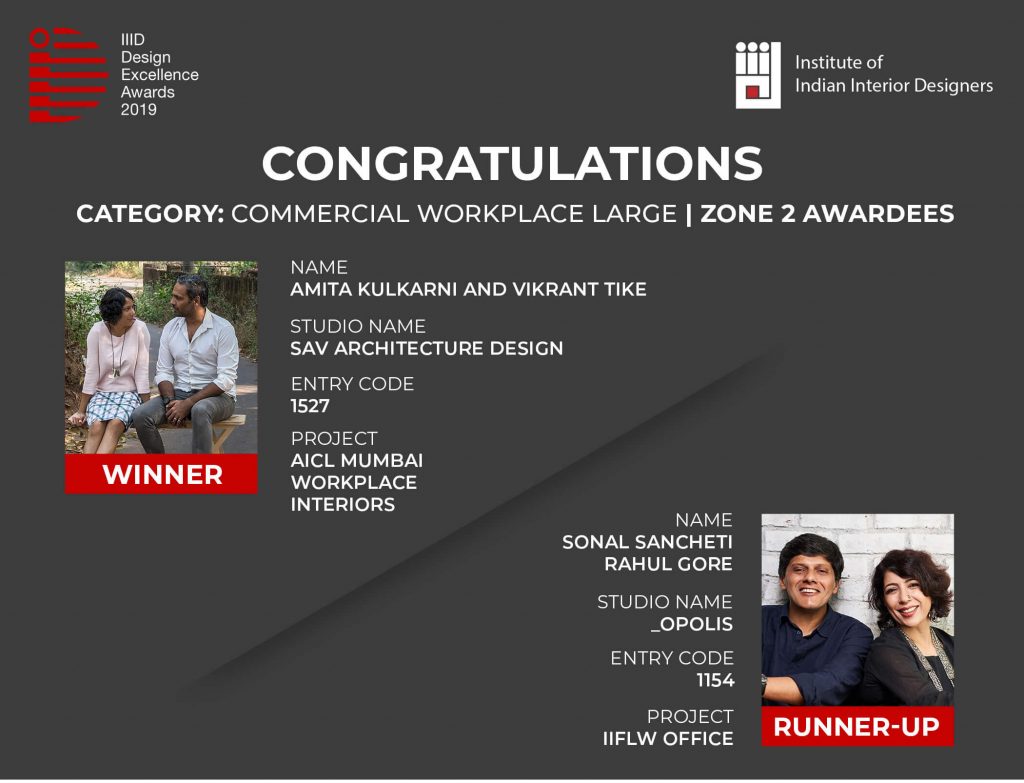 IIID
Design
Excellence
Awards
2019
Institute of
Indian Interior Designers
CONGRATULATIONS
CATEGORY: COMMERCIAL WORKPLACE LARGE | ZONE 2 AWARDEES
NAME
AMITA KULKARNI AND VIKRANT TIKE
STUDIO NAME
SAV ARCHITECTURE DESIGN
ENTRY CODE
1527
PROJECT
AICL MUMBAI
WORKPLACE
INTERIORS
WINNER
NAME
SONAL SANCHETI
RAHUL GORE
STUDIO NAME
_OPOLIS
ENTRY CODE
1154
PROJECT
IIFLW OFFICE
RUNNER-UP